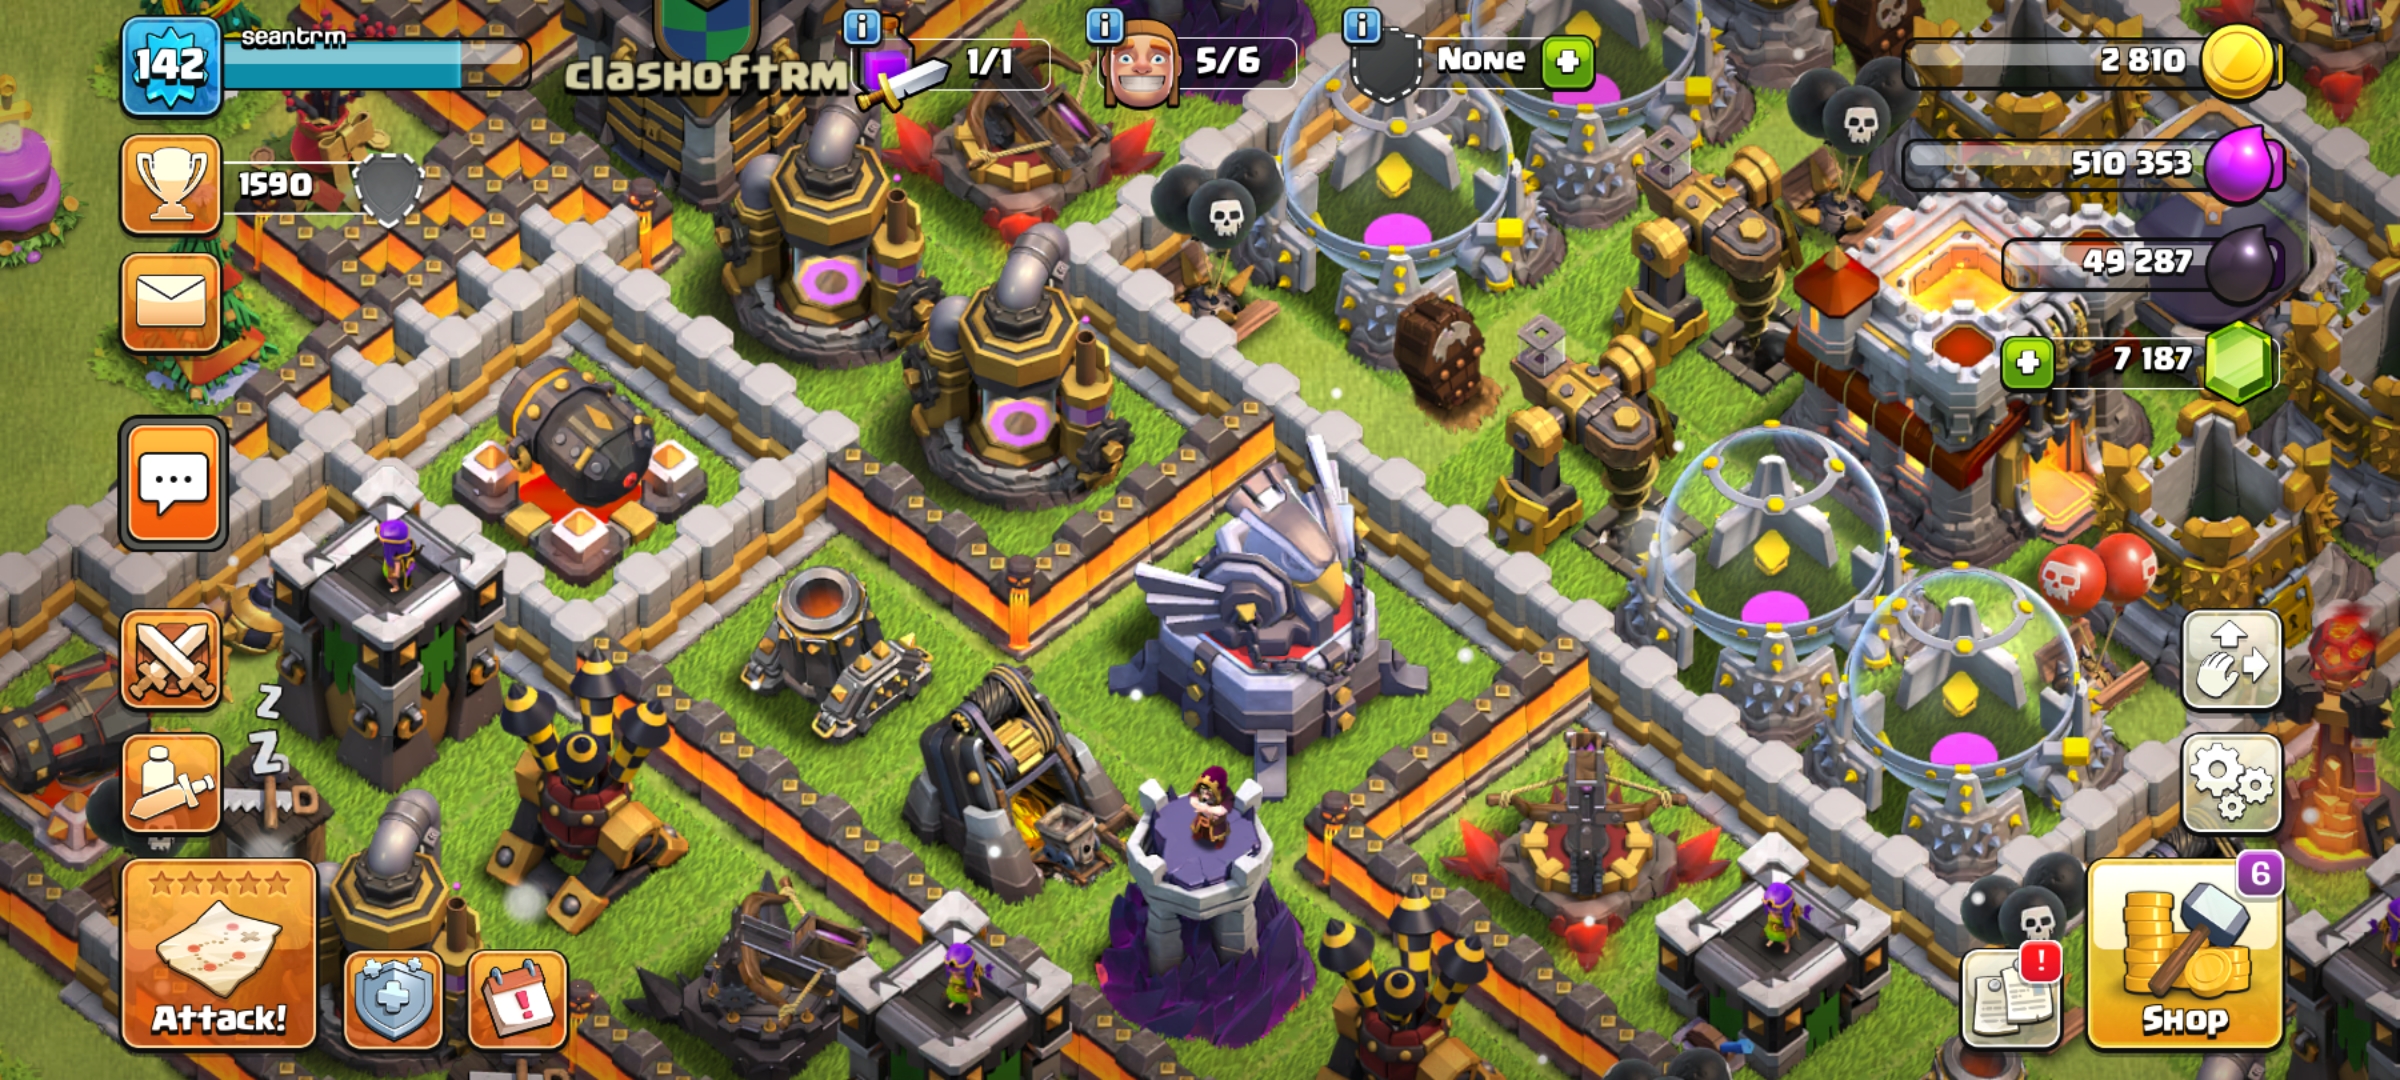 142
seantrm
clashoftrm
1/1
5/6
None
2 810
1590
510 353
49 287
7 187
Z
Z
6
Attack!
Shop